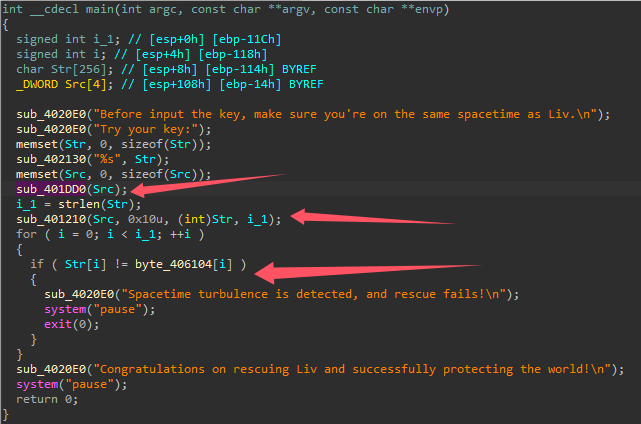 int __cdecl main(int argc, const char **argv, const char **envp)
{
  signed int i_1; // [esp+0h] [ebp-11Ch]
  signed int i; // [esp+4h] [ebp-118h]
  char Str[256]; // [esp+8h] [ebp-114h] BYREF
  _DWORD Src[4]; // [esp+108h] [ebp-14h] BYREF

  sub_4020E0("Before input the key, make sure you're on the same spacetime as Liv.\n");
  sub_4020E0("Try your key:");
  memset(Str, 0, sizeof(Str));
  sub_402130("%s", Str);
  memset(Src, 0, sizeof(Src));
  sub_401DD0(Src);
  i_1 = strlen(Str);
  sub_401210(Src, 0x10u, (int)Str, i_1);
  for ( i = 0; i < i_1; ++i )
  {
    if ( Str[i] != byte_406104[i] )
    {
      sub_4020E0("Spacetime turbulence is detected, and rescue fails!\n");
      system("pause");
      exit(0);
    }
  }
  sub_4020E0("Congratulations on rescuing Liv and successfully protecting the world!\n");
  system("pause");
  return 0;
}